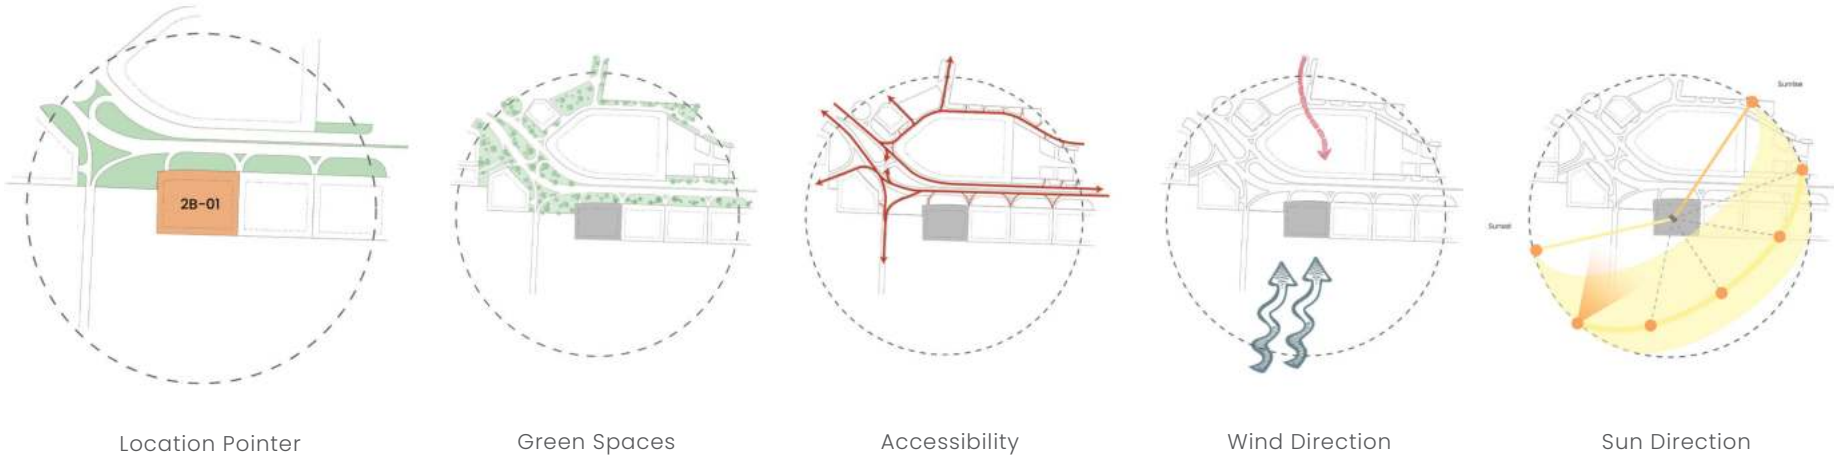 2B-01
Sunrise
Sunset
Location Pointer
Green Spaces
Accessibility
Wind Direction
Sun Direction